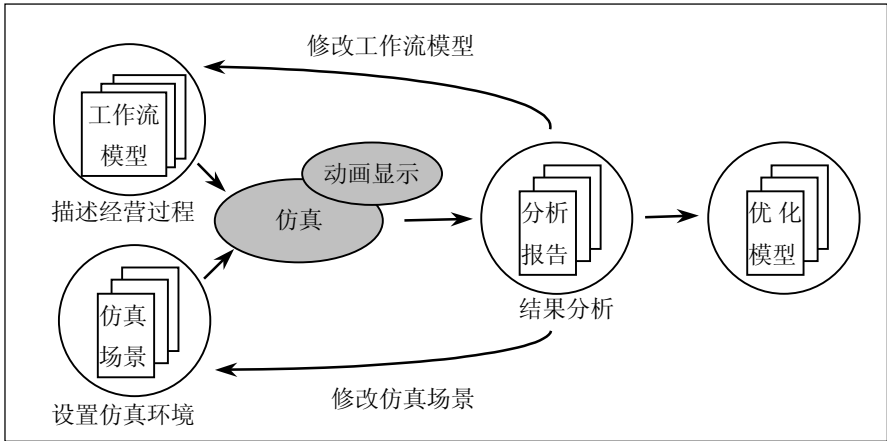 修改工作流模型
工作流
模型
描述经营过程
动画显示
仿真
分析
报告
结果分析
优化
模型
仿真
场景
设置仿真环境
修改仿真场景